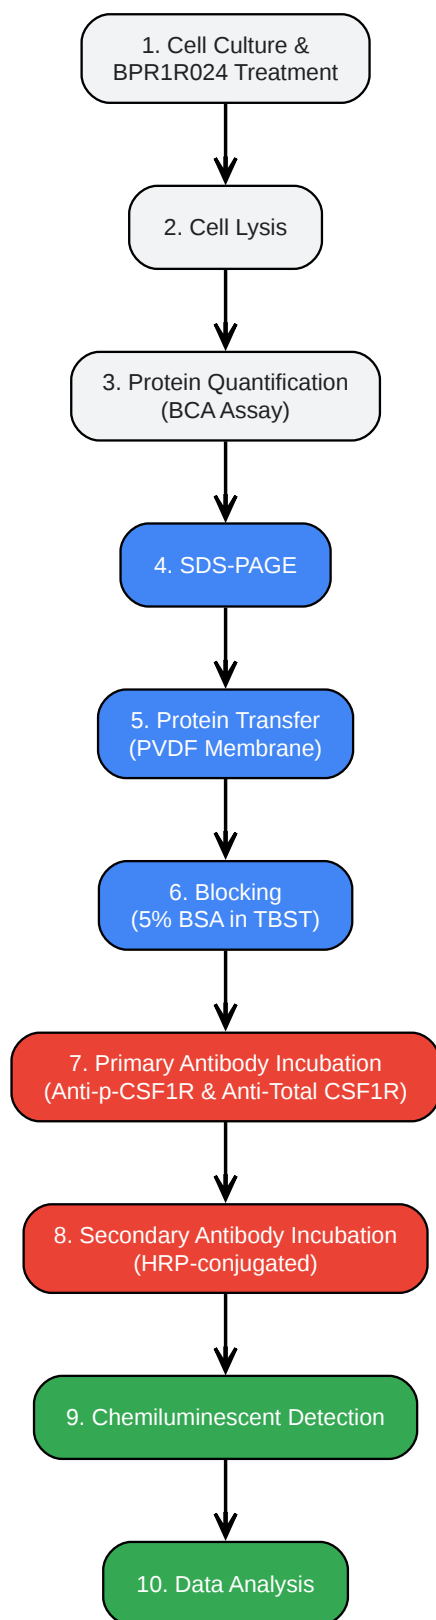 1. Cell Culture &
BPR1R024 Treatment
2. Cell Lysis
3. Protein Quantification
(BCA Assay)
4. SDS-PAGE
5. Protein Transfer
(PVDF Membrane)
6. Blocking
(5% BSA in TBST)
7. Primary Antibody Incubation
(Anti-p-CSF1R & Anti-Total CSF1R)
8. Secondary Antibody Incubation
(HRP-conjugated)
9. Chemiluminescent Detection
10. Data Analysis